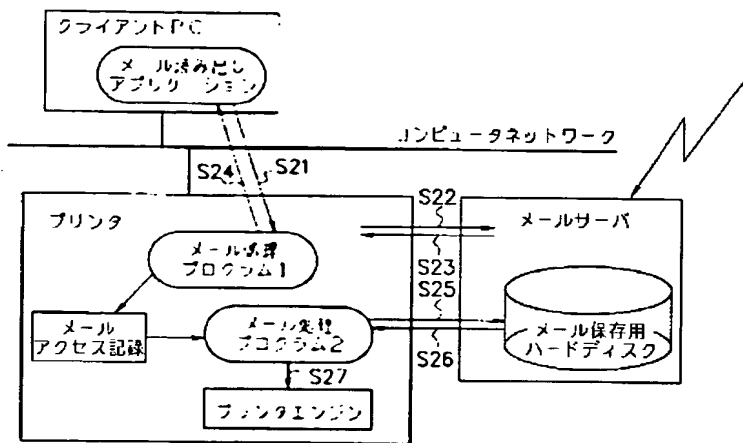 クライアントPC
メール読み出し
アプリケーション
コンピュータネットワーク
S24
S21
プリンタ
メール処理
プログラム1
メール
アクセス記録
メール処理
プログラム2
S27
プリンタエンジン
S22
S23
S25
S26
メールサーバ
メール保存用
ハードディスク